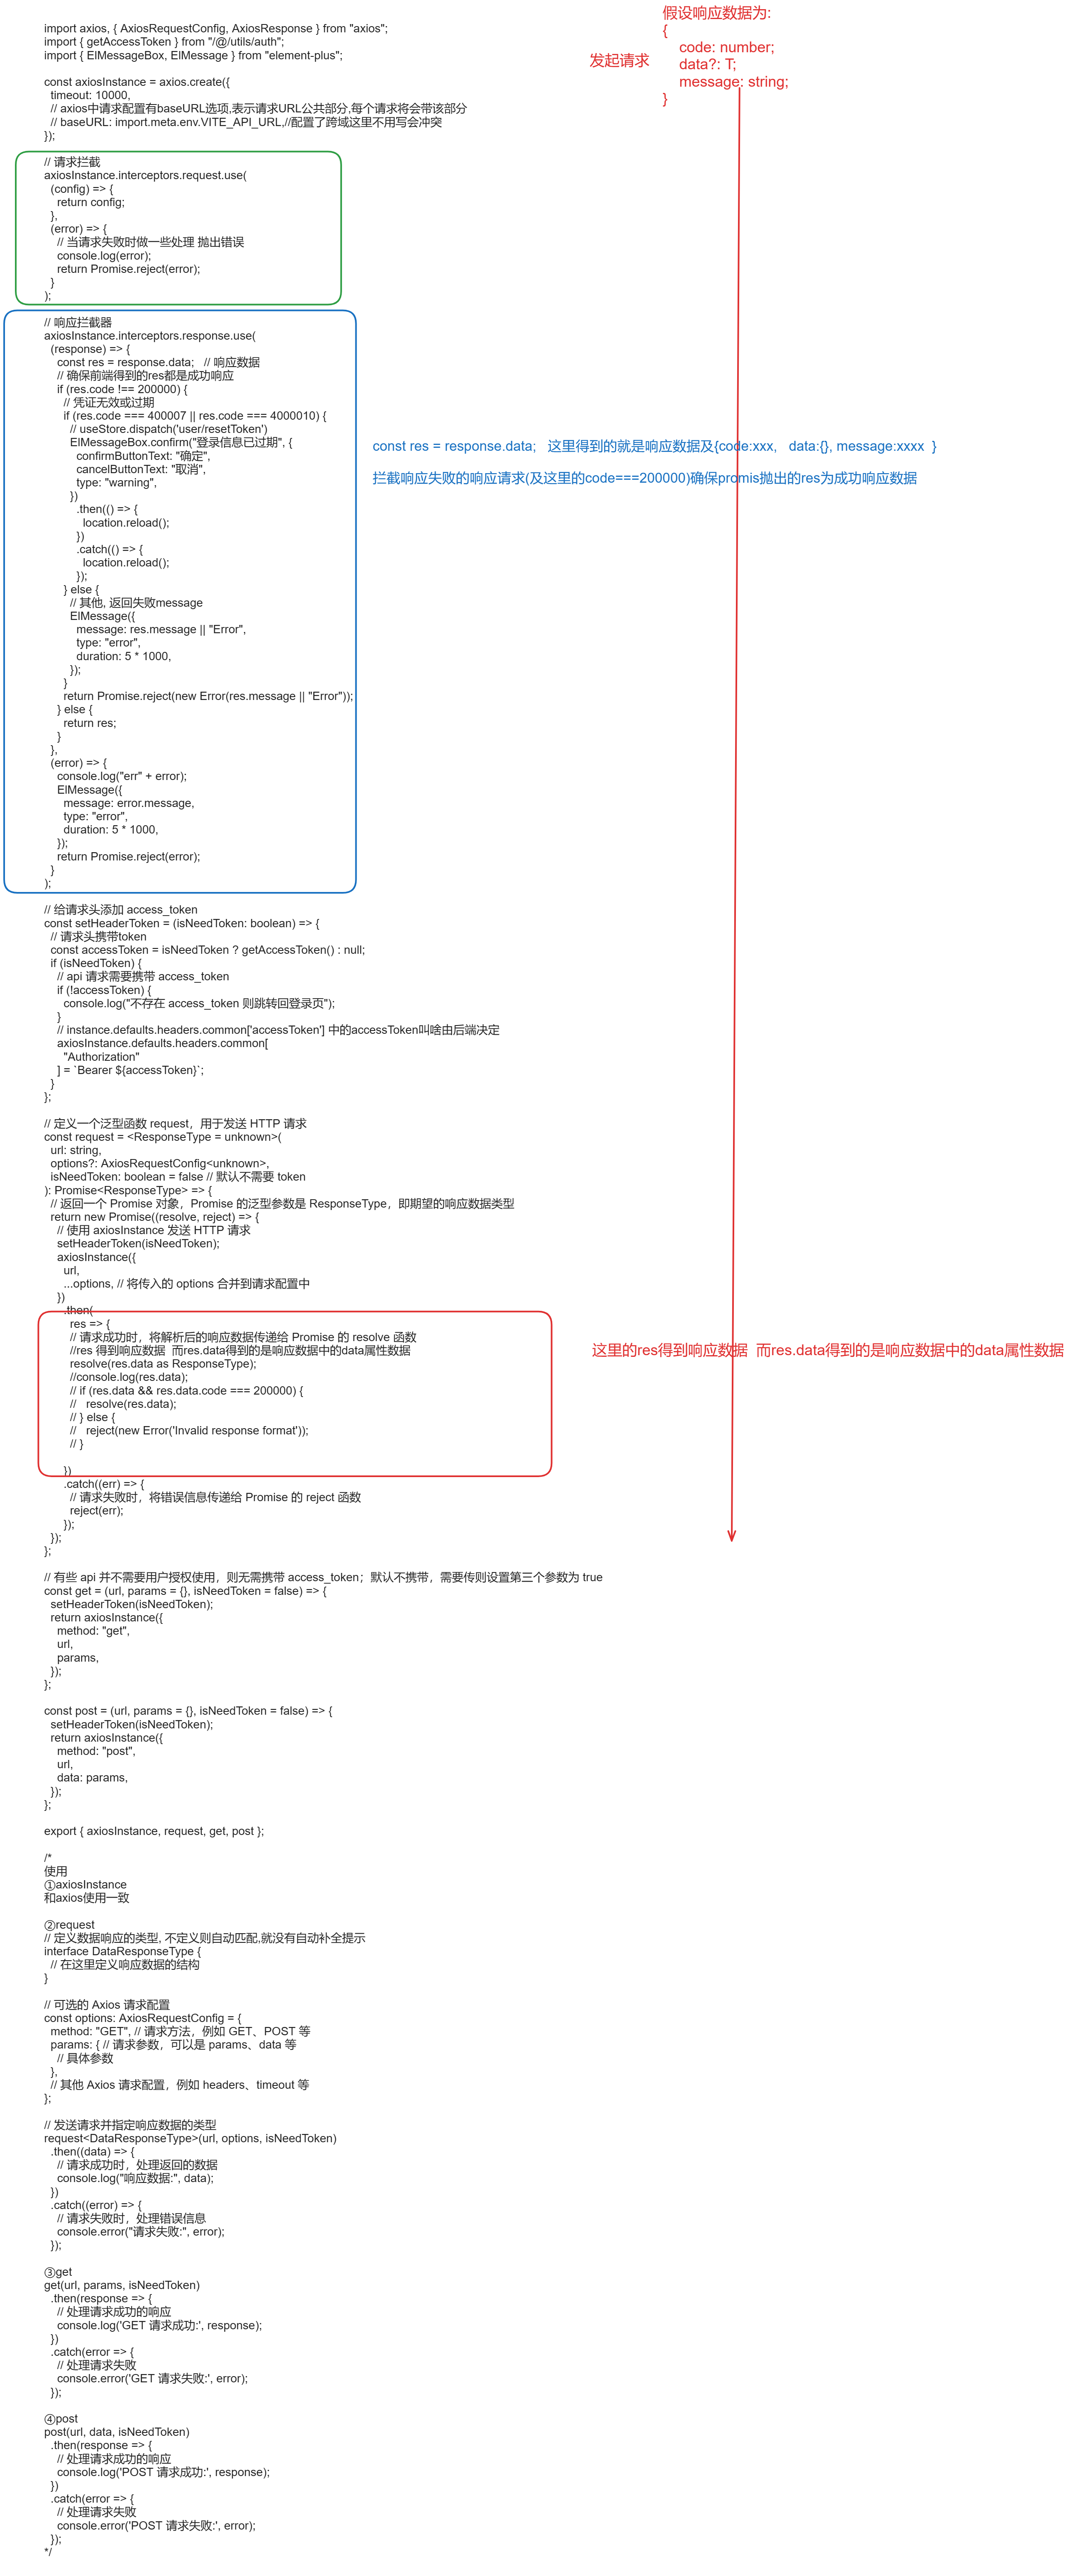 假设响应数据为:
{
code: number;
data?: T;
message: string;
}
发起请求
import axios, { AxiosRequestConfig, AxiosResponse } from "axios";
import { getAccessToken } from "/@/utils/auth";
import { ElMessageBox, ElMessage } from "element-plus";
const axiosInstance = axios.create({
timeout: 10000,
// axios中请求配置有baseURL选项,表示请求URL公共部分,每个请求将会带该部分
// baseURL: import.meta.env.VITE_API_URL,//配置了跨域这里不用写会冲突
});
// 请求拦截
axiosInstance.interceptors.request.use(
(config) => {
return config;
},
(error) => {
// 当请求失败时做一些处理 抛出错误
console.log(error);
return Promise.reject(error);
}
);
// 响应拦截器
axiosInstance.interceptors.response.use(
(response) => {
const res = response.data;   // 响应数据
// 确保前端得到的res都是成功响应
if (res.code !== 200000) {
// 凭证无效或过期
if (res.code === 400007 || res.code === 4000010) {
// useStore.dispatch('user/resetToken')
ElMessageBox.confirm("登录信息已过期", {
confirmButtonText: "确定",
cancelButtonText: "取消",
type: "warning",
})
.then(() => {
location.reload();
})
.catch(() => {
location.reload();
});
} else {
// 其他, 返回失败message
ElMessage({
message: res.message || "Error",
type: "error",
duration: 5 * 1000,
});
}
return Promise.reject(new Error(res.message || "Error"));
} else {
return res;
}
},
(error) => {
console.log("err" + error);
ElMessage({
message: error.message,
type: "error",
duration: 5 * 1000,
});
return Promise.reject(error);
}
);
const res = response.data;   这里得到的就是响应数据及{code:xxx,   data:{}, message:xxxx  }
拦截响应失败的响应请求(及这里的code===200000)确保promis抛出的res为成功响应数据
// 给请求头添加 access_token
const setHeaderToken = (isNeedToken: boolean) => {
// 请求头携带token
const accessToken = isNeedToken ? getAccessToken() : null;
if (isNeedToken) {
// api 请求需要携带 access_token
if (!accessToken) {
console.log("不存在 access_token 则跳转回登录页");
}
// instance.defaults.headers.common['accessToken'] 中的accessToken叫啥由后端决定
axiosInstance.defaults.headers.common[
"Authorization"
] = `Bearer ${accessToken}`;
}
};
// 定义一个泛型函数 request，用于发送 HTTP 请求
const request = <ResponseType = unknown>(
url: string,
options?: AxiosRequestConfig<unknown>,
isNeedToken: boolean = false // 默认不需要 token
): Promise<ResponseType> => {
// 返回一个 Promise 对象，Promise 的泛型参数是 ResponseType，即期望的响应数据类型
return new Promise((resolve, reject) => {
// 使用 axiosInstance 发送 HTTP 请求
setHeaderToken(isNeedToken);
axiosInstance({
url,
...options, // 将传入的 options 合并到请求配置中
})
.then(
res => {
// 请求成功时，将解析后的响应数据传递给 Promise 的 resolve 函数
//res 得到响应数据  而res.data得到的是响应数据中的data属性数据
resolve(res.data as ResponseType);
//console.log(res.data);
// if (res.data && res.data.code === 200000) {
//   resolve(res.data);
// } else {
//   reject(new Error('Invalid response format'));
// }
})
这里的res得到响应数据  而res.data得到的是响应数据中的data属性数据
.catch((err) => {
// 请求失败时，将错误信息传递给 Promise 的 reject 函数
reject(err);
});
});
};
// 有些 api 并不需要用户授权使用，则无需携带 access_token；默认不携带，需要传则设置第三个参数为 true
const get = (url, params = {}, isNeedToken = false) => {
setHeaderToken(isNeedToken);
return axiosInstance({
method: "get",
url,
params,
});
};
const post = (url, params = {}, isNeedToken = false) => {
setHeaderToken(isNeedToken);
return axiosInstance({
method: "post",
url,
data: params,
});
};
export { axiosInstance, request, get, post };
/*
使用
①axiosInstance
和axios使用一致
②request
// 定义数据响应的类型, 不定义则自动匹配,就没有自动补全提示
interface DataResponseType {
// 在这里定义响应数据的结构
}
// 可选的 Axios 请求配置
const options: AxiosRequestConfig = {
method: "GET", // 请求方法，例如 GET、POST 等
params: { // 请求参数，可以是 params、data 等
// 具体参数
},
// 其他 Axios 请求配置，例如 headers、timeout 等
};
// 发送请求并指定响应数据的类型
request<DataResponseType>(url, options, isNeedToken)
.then((data) => {
// 请求成功时，处理返回的数据
console.log("响应数据:", data);
})
.catch((error) => {
// 请求失败时，处理错误信息
console.error("请求失败:", error);
});
③get
get(url, params, isNeedToken)
.then(response => {
// 处理请求成功的响应
console.log('GET 请求成功:', response);
})
.catch(error => {
// 处理请求失败
console.error('GET 请求失败:', error);
});
④post
post(url, data, isNeedToken)
.then(response => {
// 处理请求成功的响应
console.log('POST 请求成功:', response);
})
.catch(error => {
// 处理请求失败
console.error('POST 请求失败:', error);
});
*/